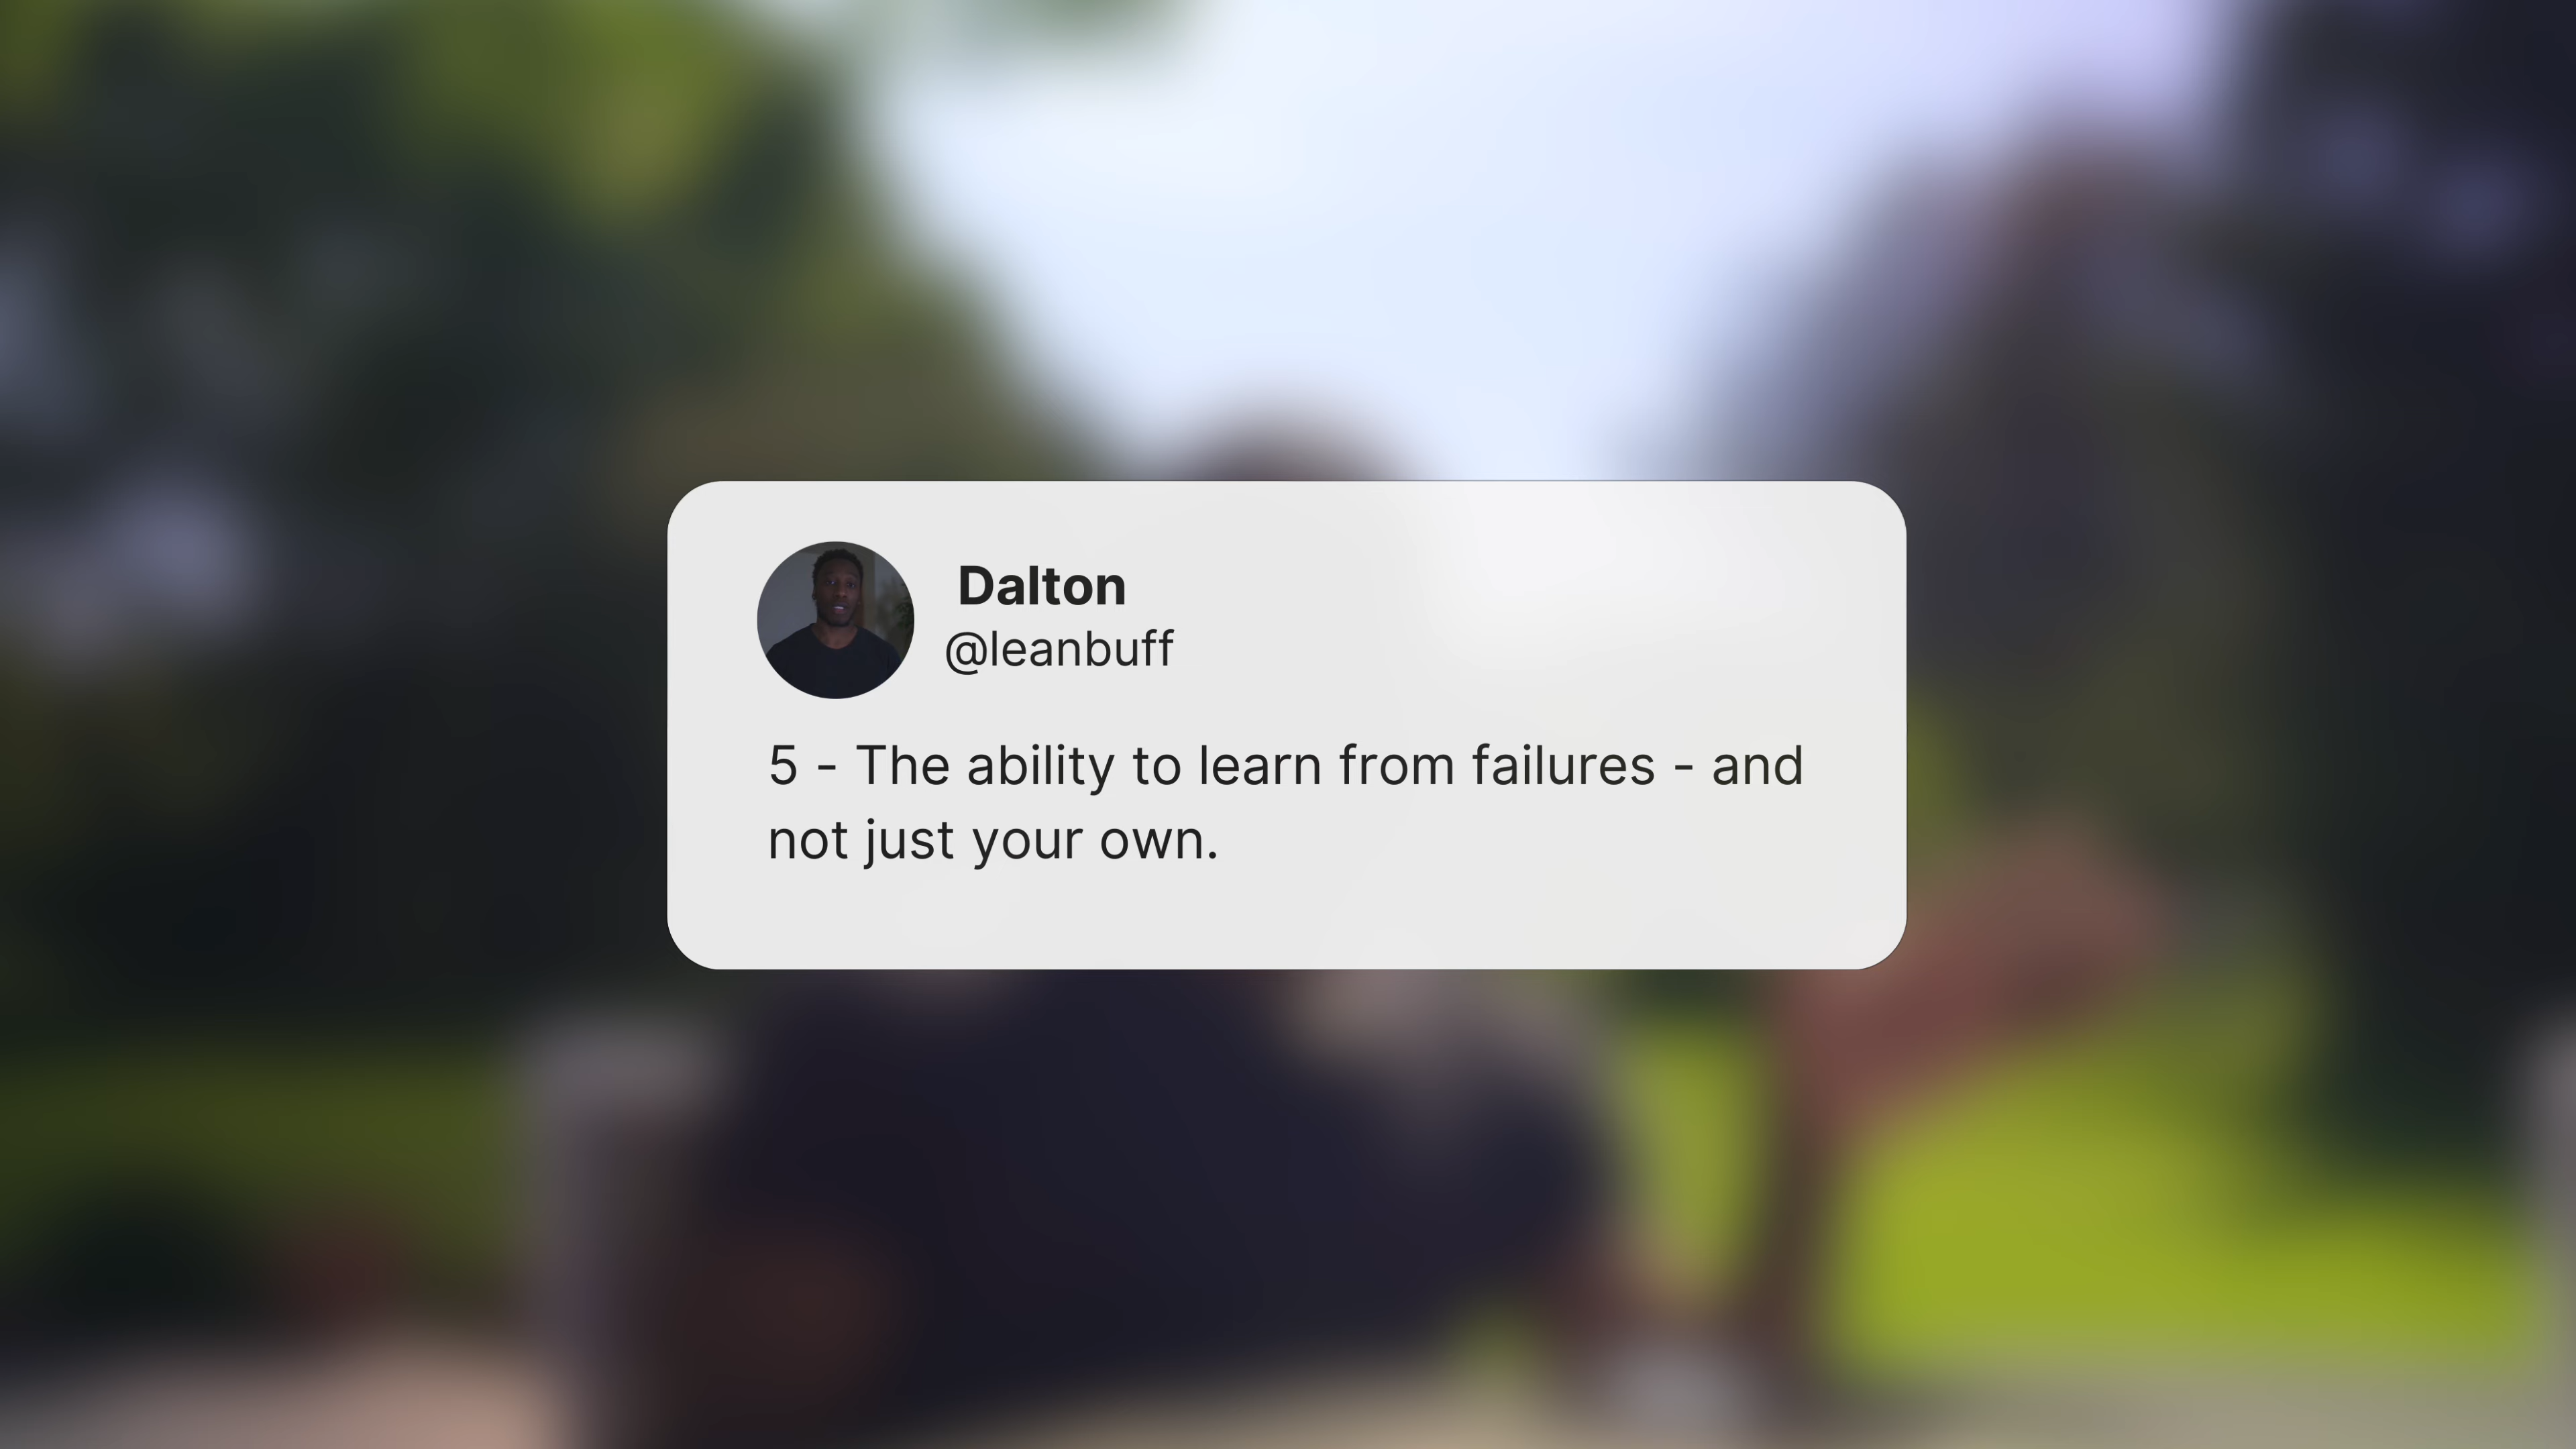 Dalton
@leanbuff
5 - The ability to learn from failures - and
not just your own.